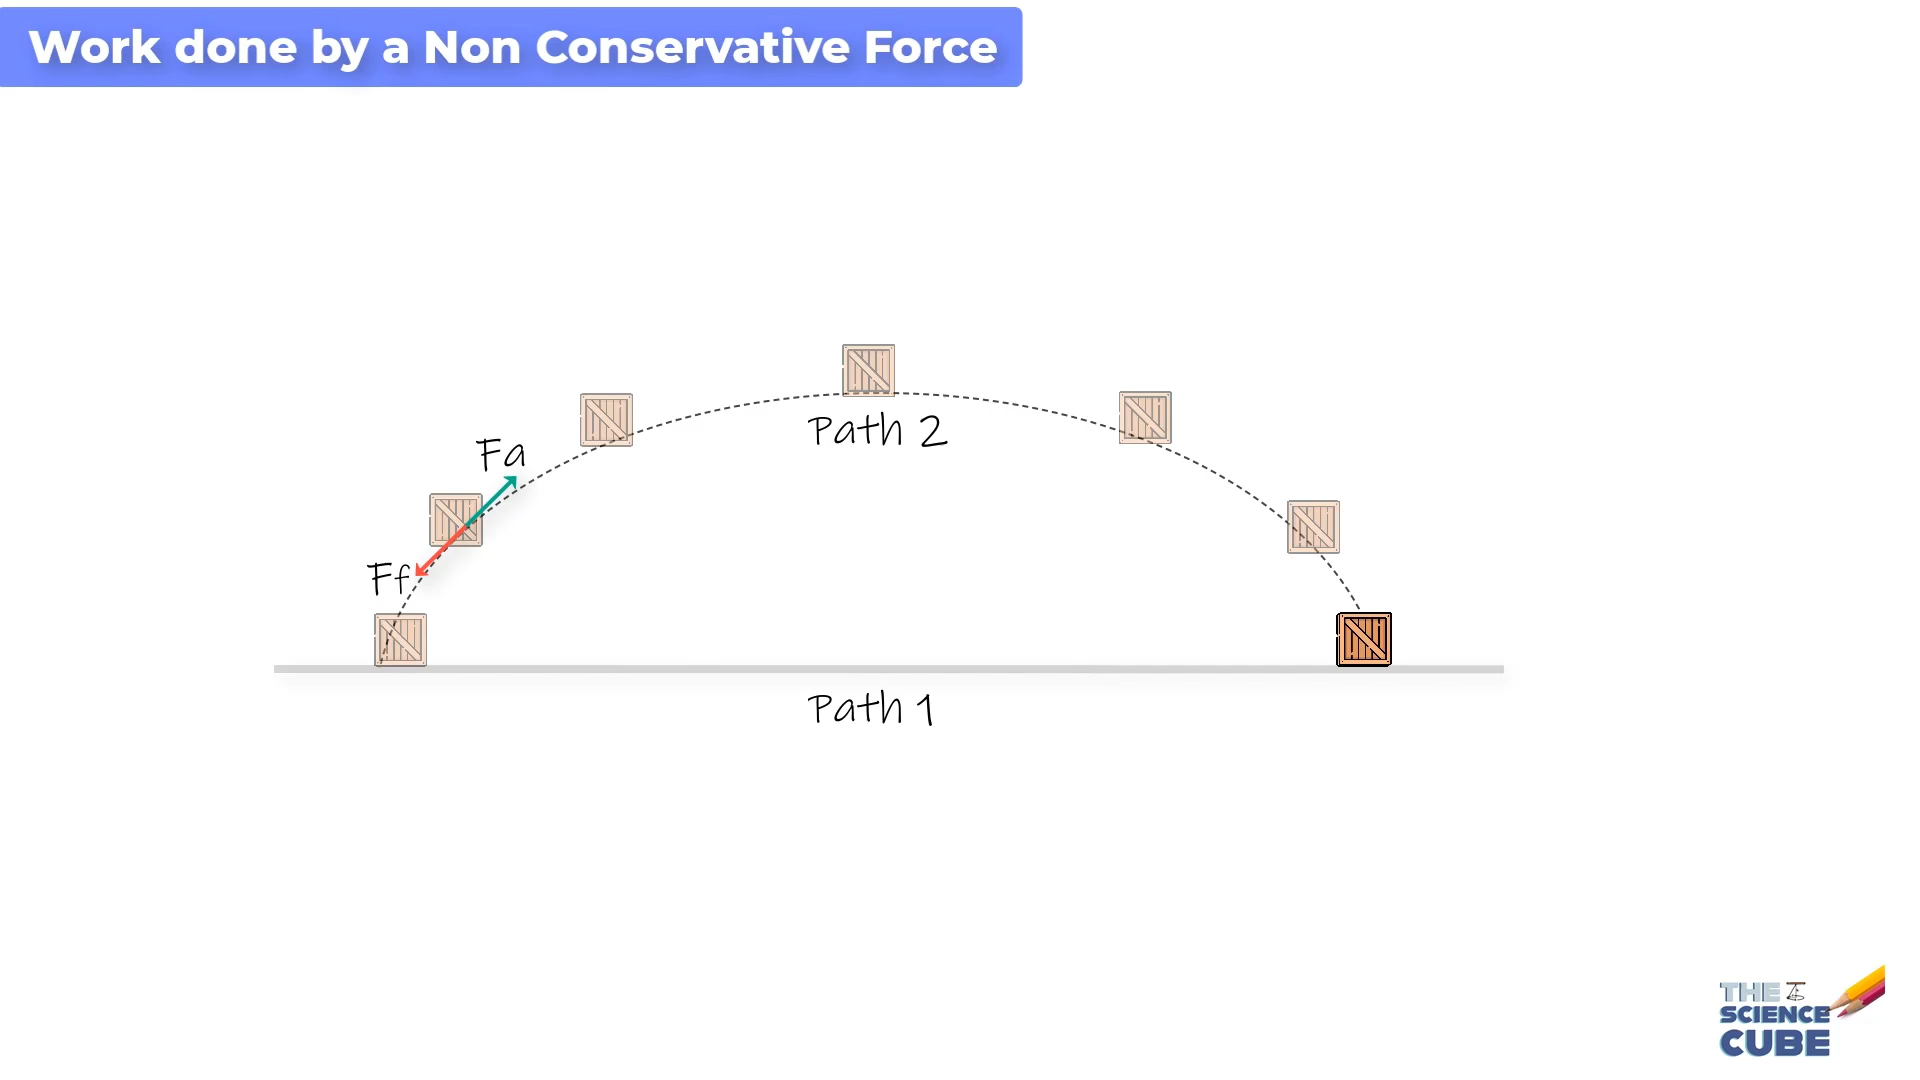 Work done by a Non Conservative Force
Path 2
Fa
Ff
Path 1
THE
SCIENCE
CUBE